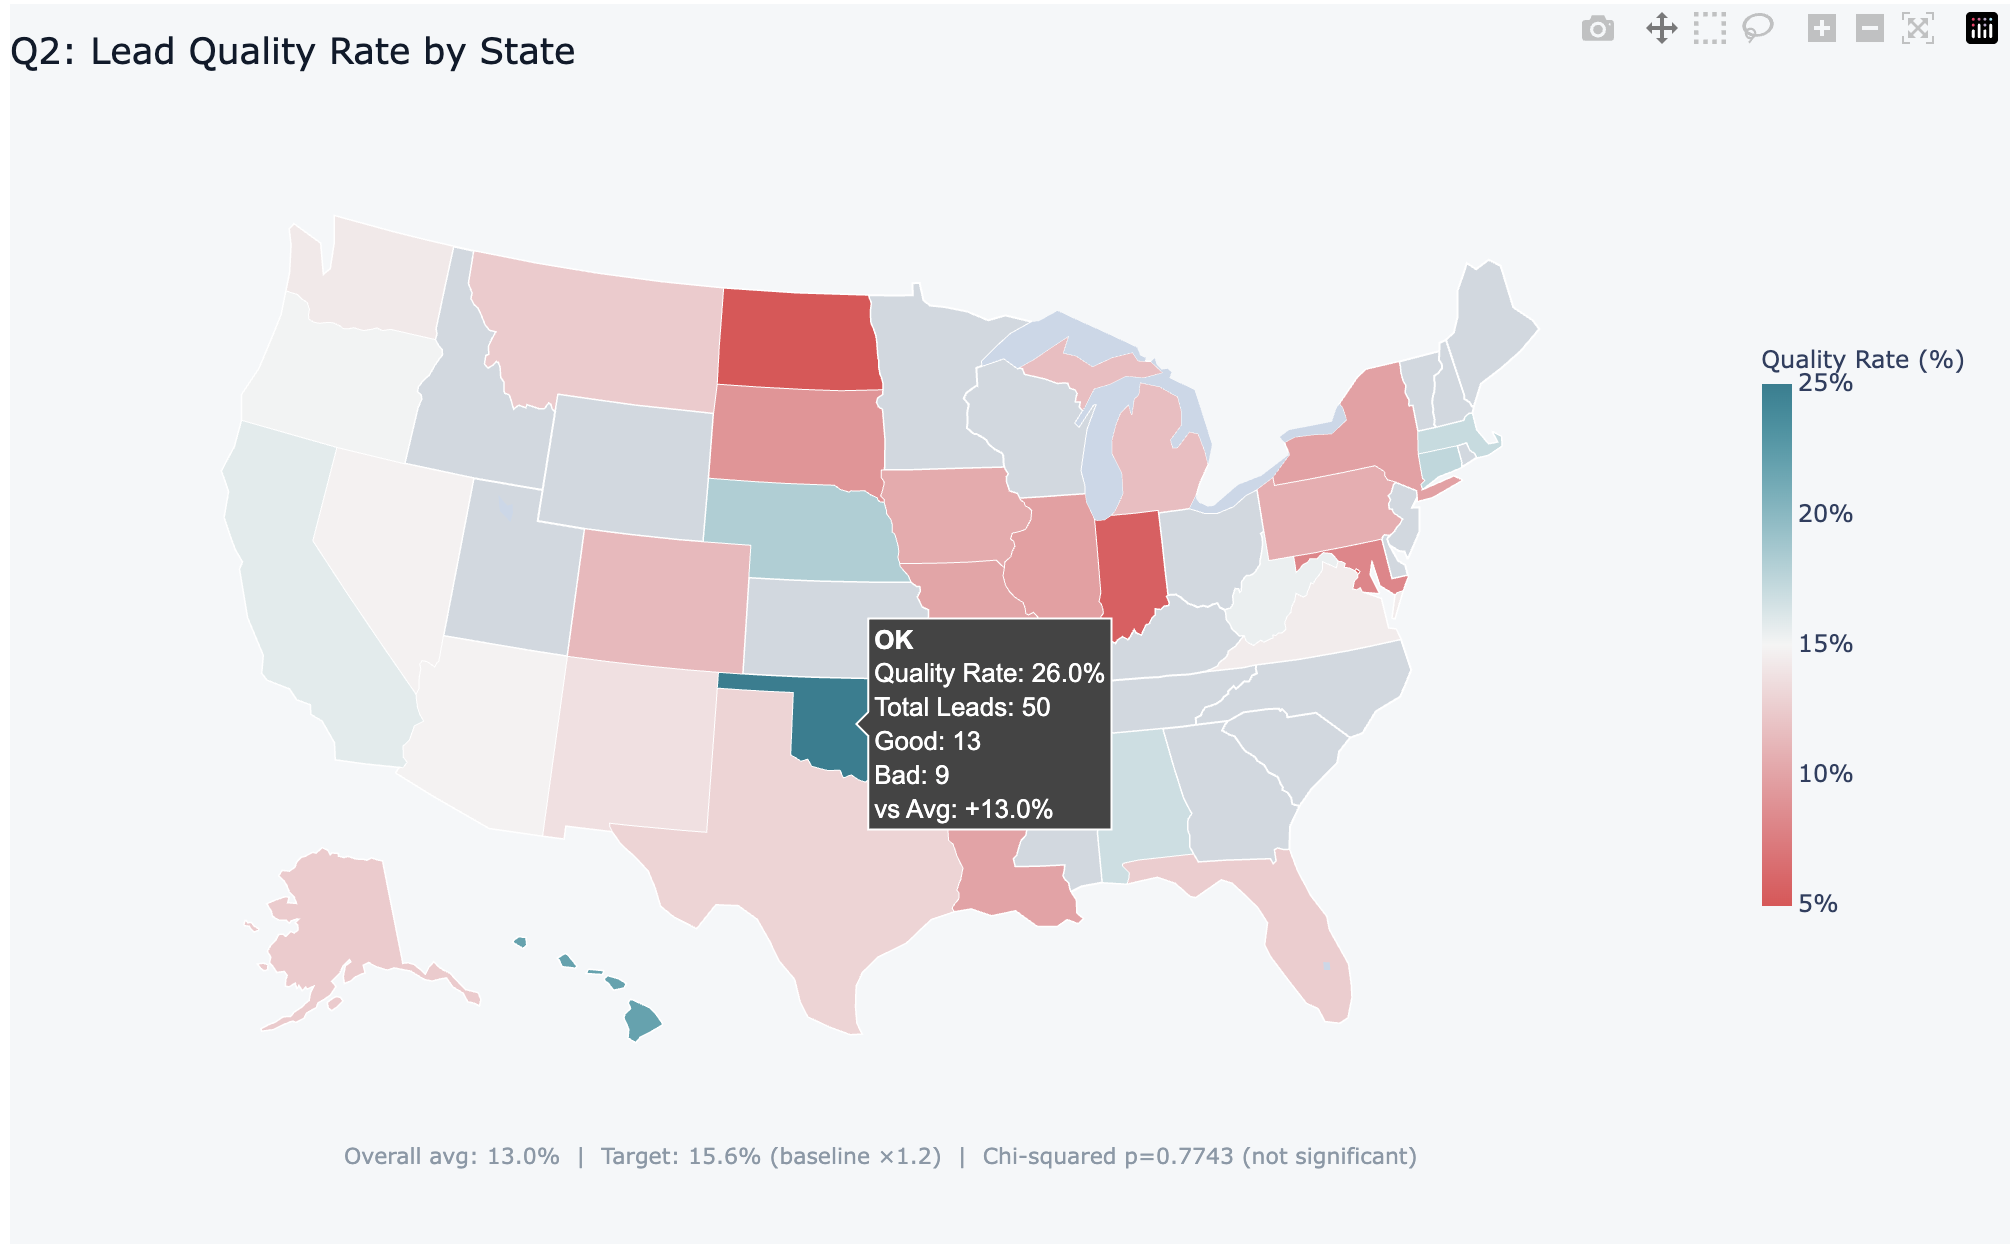 Q2: Lead Quality Rate by State
Quality Rate (%)
25%
20%
15%
10%
5%
OK
Quality Rate: 26.0%
Total Leads: 50
Good: 13
Bad: 9
vs Avg: +13.0%
Overall avg: 13.0% | Target: 15.6% (baseline ×1.2) | Chi-squared p=0.7743 (not significant)